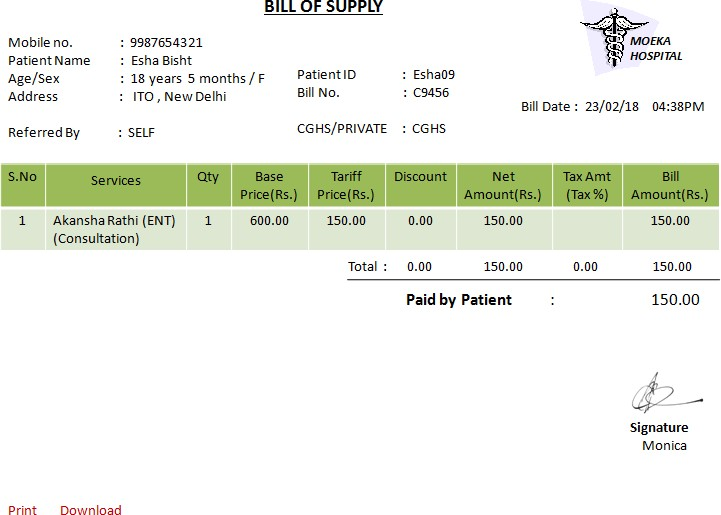 BILL OF SUPPLY
MOEKA
HOSPITAL
Mobile no. : 9987654321
Patient Name : Esha Bisht
Age/Sex : 18 years 5 months / F
Patient ID : Esha09
Address : ITO , New Delhi
Bill No. : C9456
Bill Date : 23/02/18 04:38PM
Referred By : SELF
CGHS/PRIVATE : CGHS
S.No Services Qty Base Price(Rs.) Tariff Price(Rs.) Discount Net Amount(Rs.) Tax Amt (Tax %) Bill Amount(Rs.)
1 Akansha Rathi (ENT) 1 600.00 150.00 0.00 150.00 150.00
(Consultation)
Total : 0.00 150.00 0.00 150.00
Paid by Patient : 150.00
Signature
Monica
Print Download